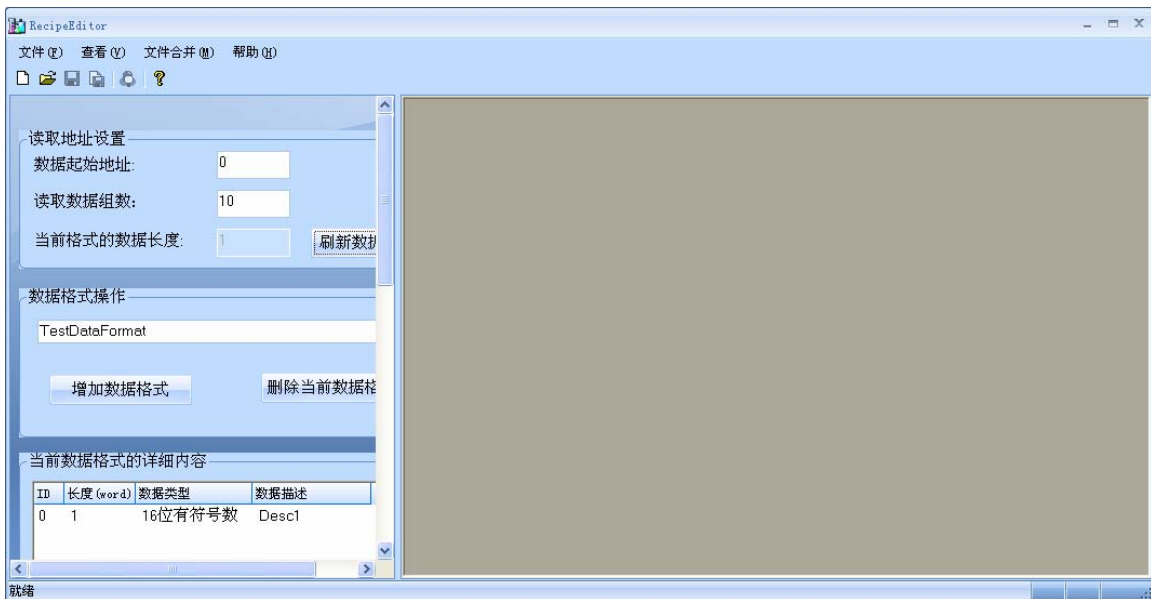 RecipeEditor
文件(F) 查看(V) 文件合并(M) 帮助(H)
读取地址设置
数据起始地址: 0
读取数据组数: 10
当前格式的数据长度: 1
刷新数据
数据格式操作
TestDataFormat
增加数据格式 删除当前数据格
当前数据格式的详细内容
ID 长度(word) 数据类型 数据描述
0 1 16位有符号数 Desc1
就绪